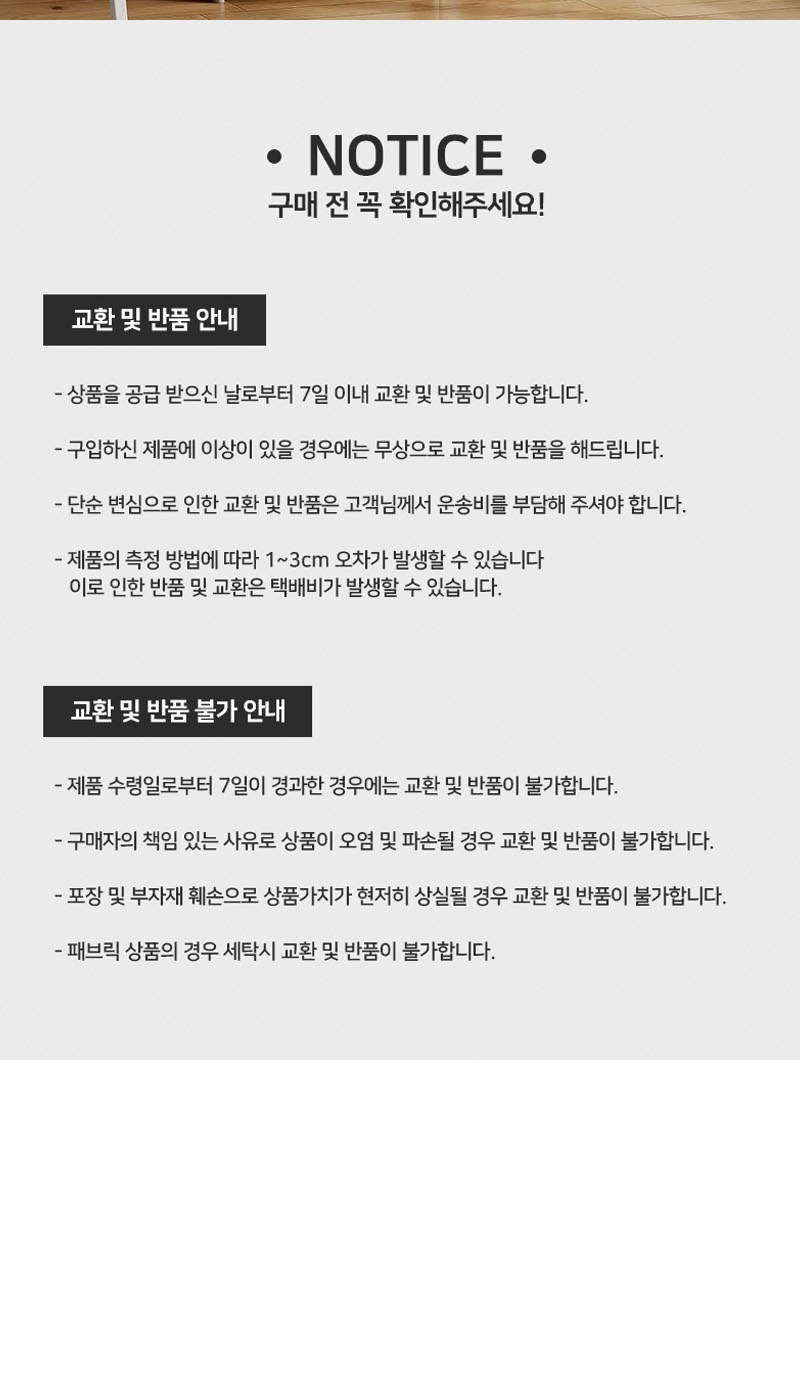 • NOTICE •
구매 전 꼭 확인해주세요!
교환 및 반품 안내
- 상품을 공급 받으신 날로부터 7일 이내 교환 및 반품이 가능합니다.
- 구입하신 제품에 이상이 있을 경우에는 무상으로 교환 및 반품을 해드립니다.
- 단순 변심으로 인한 교환 및 반품은 고객님께서 운송비를 부담해 주셔야 합니다.
- 제품의 측정 방법에 따라 1~3cm 오차가 발생할 수 있습니다
이로 인한 반품 및 교환은 택배비가 발생할 수 있습니다.
교환 및 반품 불가 안내
- 제품 수령일로부터 7일이 경과한 경우에는 교환 및 반품이 불가합니다.
- 구매자의 책임 있는 사유로 상품이 오염 및 파손될 경우 교환 및 반품이 불가합니다.
- 포장 및 부자재 훼손으로 상품가치가 현저히 상실될 경우 교환 및 반품이 불가합니다.
- 패브릭 상품의 경우 세탁시 교환 및 반품이 불가합니다.